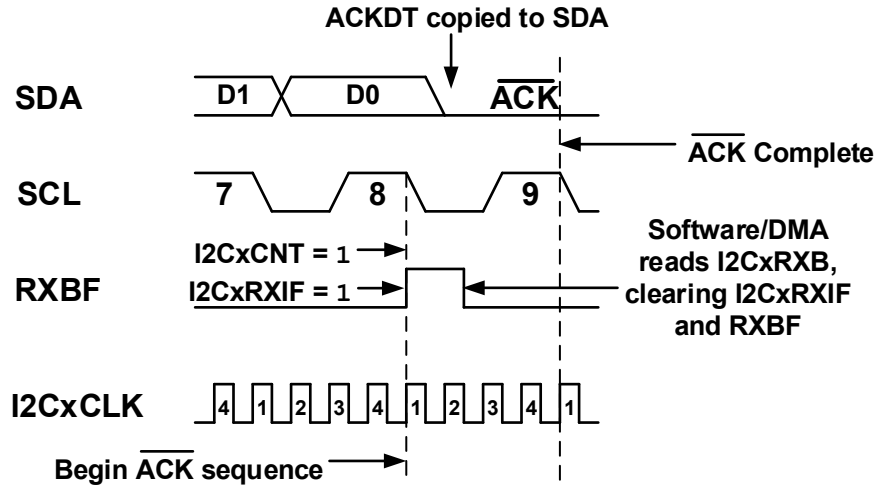 ACKDT copied to SDA
SDA
D1
D0
ACK
ACK Complete
SCL
7
8
9
I2CxCNT = 1
Software/DMA
reads I2CxRXB,
clearing I2CxRXIF
and RXBF
RXBF
I2CxRXIF = 1
I2CxCLK
4 1 2 3 4 1 2 3 4 1
Begin ACK sequence